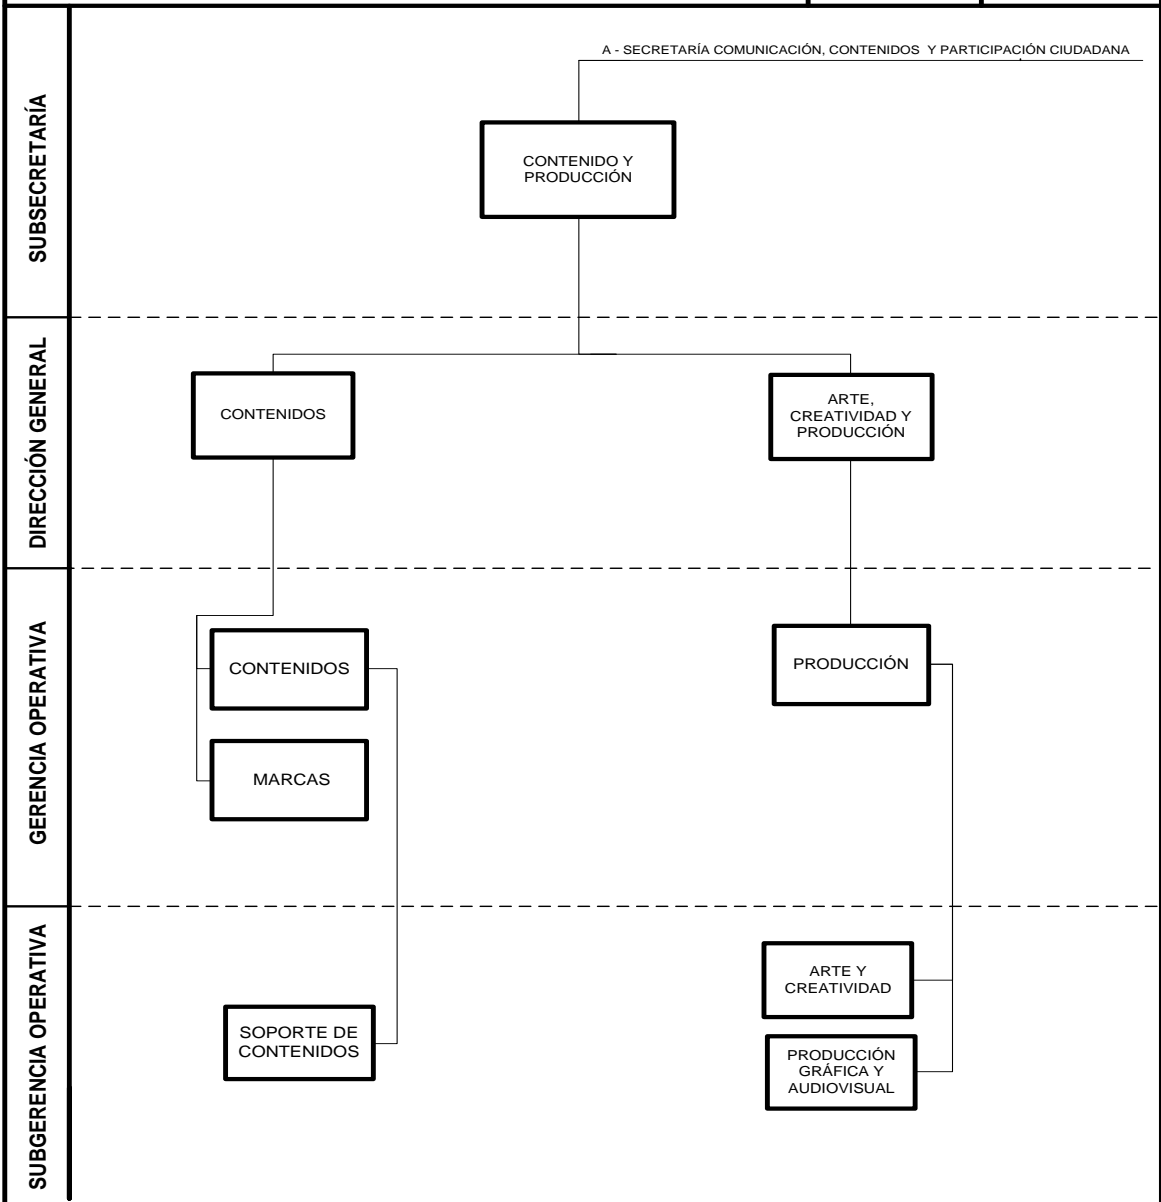 A - SECRETARÍA COMUNICACIÓN, CONTENIDOS Y PARTICIPACIÓN CIUDADANA
SUBSECRETARÍA
CONTENIDO Y
PRODUCCIÓN
DIRECCIÓN GENERAL
CONTENIDOS
ARTE,
CREATIVIDAD Y
PRODUCCIÓN
GERENCIA OPERATIVA
CONTENIDOS
MARCAS
PRODUCCIÓN
SUBGERENCIA OPERATIVA
SOPORTE DE
CONTENIDOS
ARTE Y
CREATIVIDAD
PRODUCCIÓN
GRÁFICA Y
AUDIOVISUAL